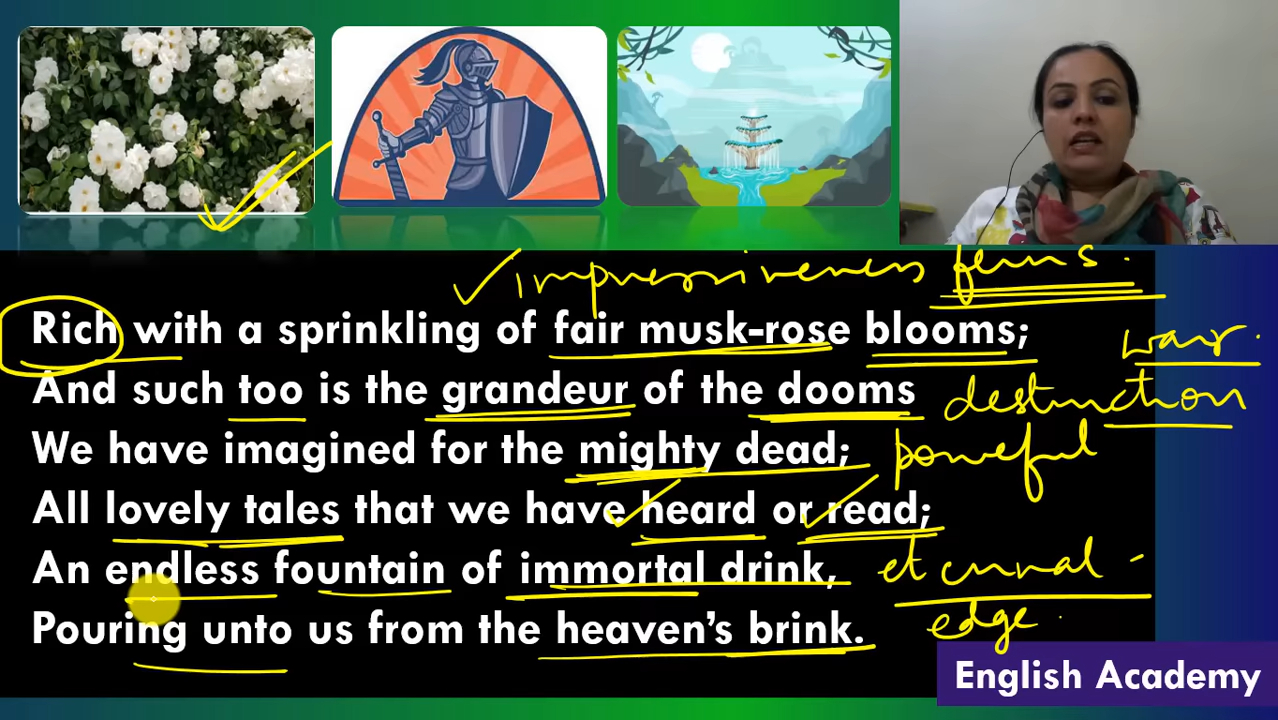 impressiveness ferns.
Rich with a sprinkling of fair musk-rose blooms;
war.
And such too is the grandeur of the dooms destruction
We have imagined for the mighty dead; powerful
All lovely tales that we have heard or read;
An endless fountain of immortal drink, eternal -
Pouring unto us from the heaven's brink. edge.
English Academy